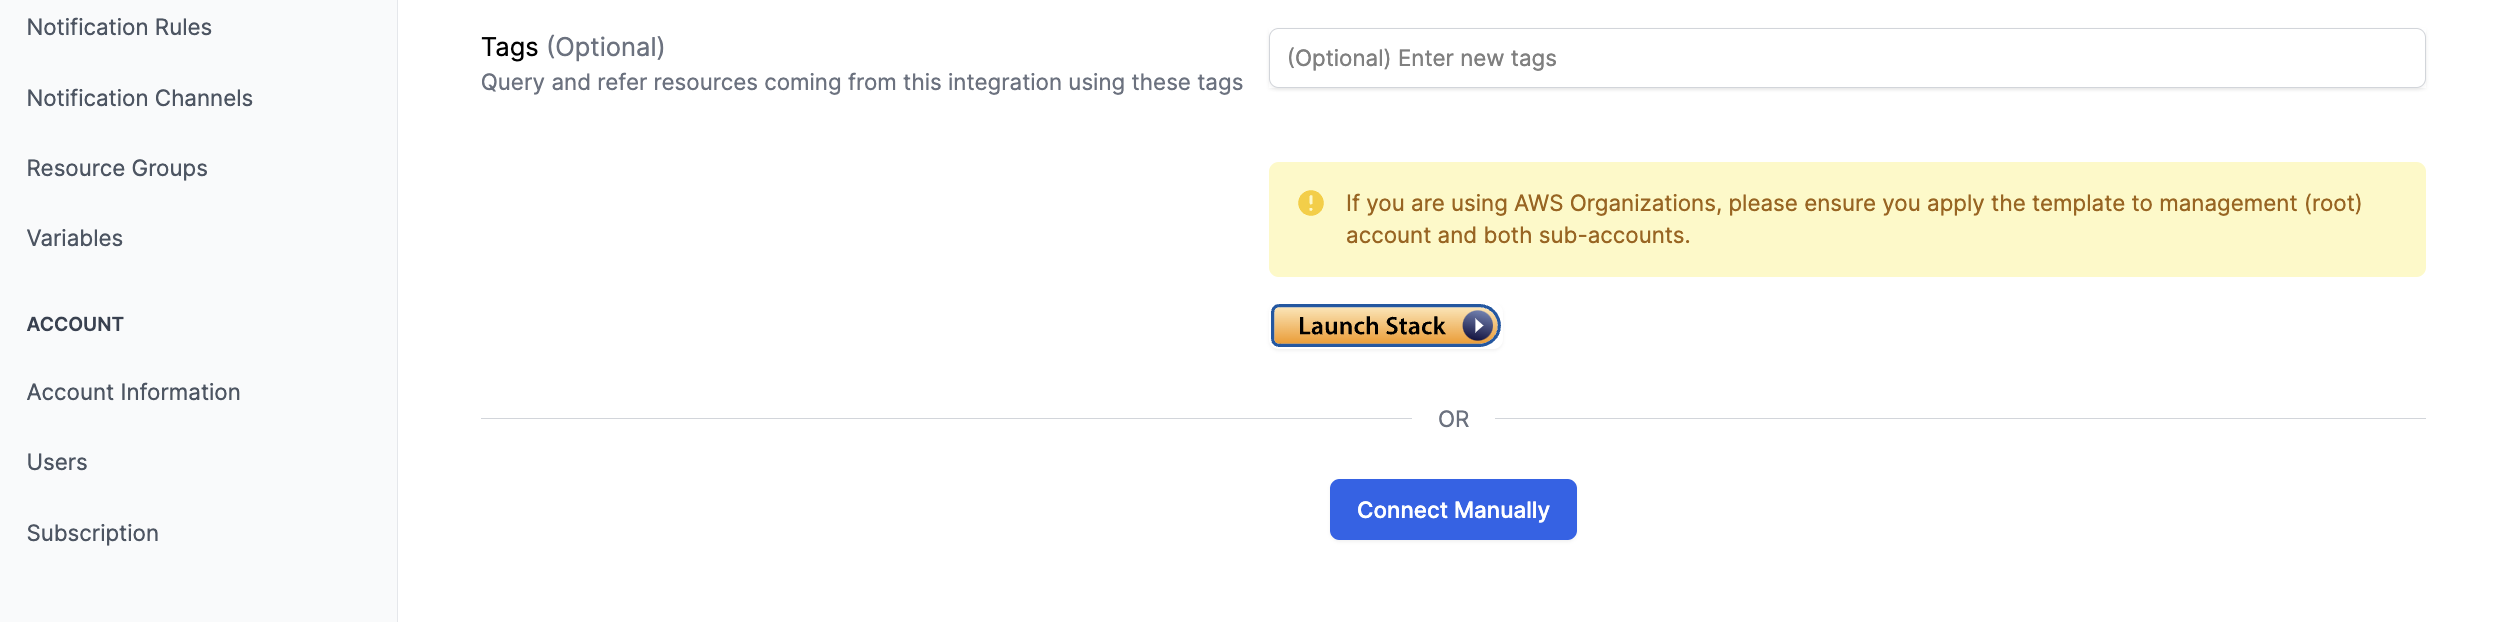 Notification Rules
Notification Channels
Resource Groups
Variables
ACCOUNT
Account Information
Users
Subscription
Tags (Optional)
Query and refer resources coming from this integration using these tags
(Optional) Enter new tags
If you are using AWS Organizations, please ensure you apply the template to management (root)
account and both sub-accounts.
Launch Stack
OR
Connect Manually